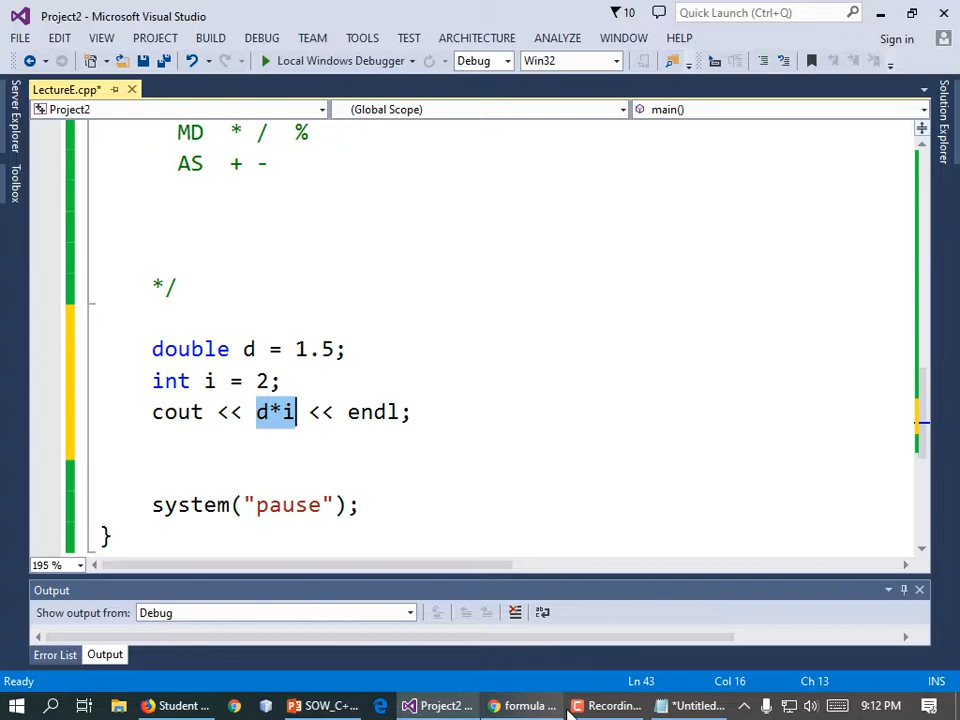 Project2 - Microsoft Visual Studio
10
Quick Launch (Ctrl+Q)
FILE EDIT VIEW PROJECT BUILD DEBUG TEAM TOOLS TEST ARCHITECTURE ANALYZE WINDOW HELP
Sign in
Local Windows Debugger
Debug
Win32
LectureE.cpp*
Project2
(Global Scope)
main()
Server Explorer
Toolbox
Solution Explorer
MD * / %
AS + -
*/
double d = 1.5;
int i = 2;
cout << d*i << endl;
system("pause");
}
195 %
Output
Show output from: Debug
Error List Output
Ready
Ln 43 Col 16 Ch 13 INS
Student ...
SOW_C+...
Project2 ...
formula ...
Recordin...
*Untitled...
9:12 PM